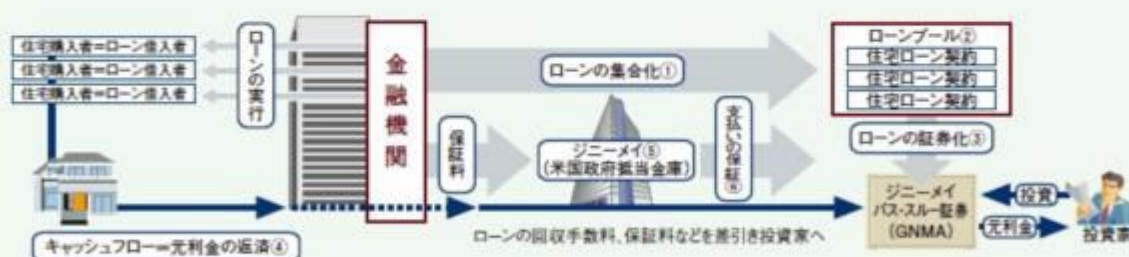 住宅購入者=ローン借入者
住宅購入者=ローン借入者
住宅購入者=ローン借入者
ローンの実行
金融機関
ローンの集合化①
ローンプール②
住宅ローン契約
住宅ローン契約
住宅ローン契約
保証料
ジニーメイ⑤
(米国政府抵当金庫)
支払いの保証⑥
ローンの証券化③
ジニーメイ
パス・スルー証券
(GNMA)
投資
元利金
投資家
キャッシュフロー=元利金の返済④
ローンの回収手数料、保証料などを差引き投資家へ